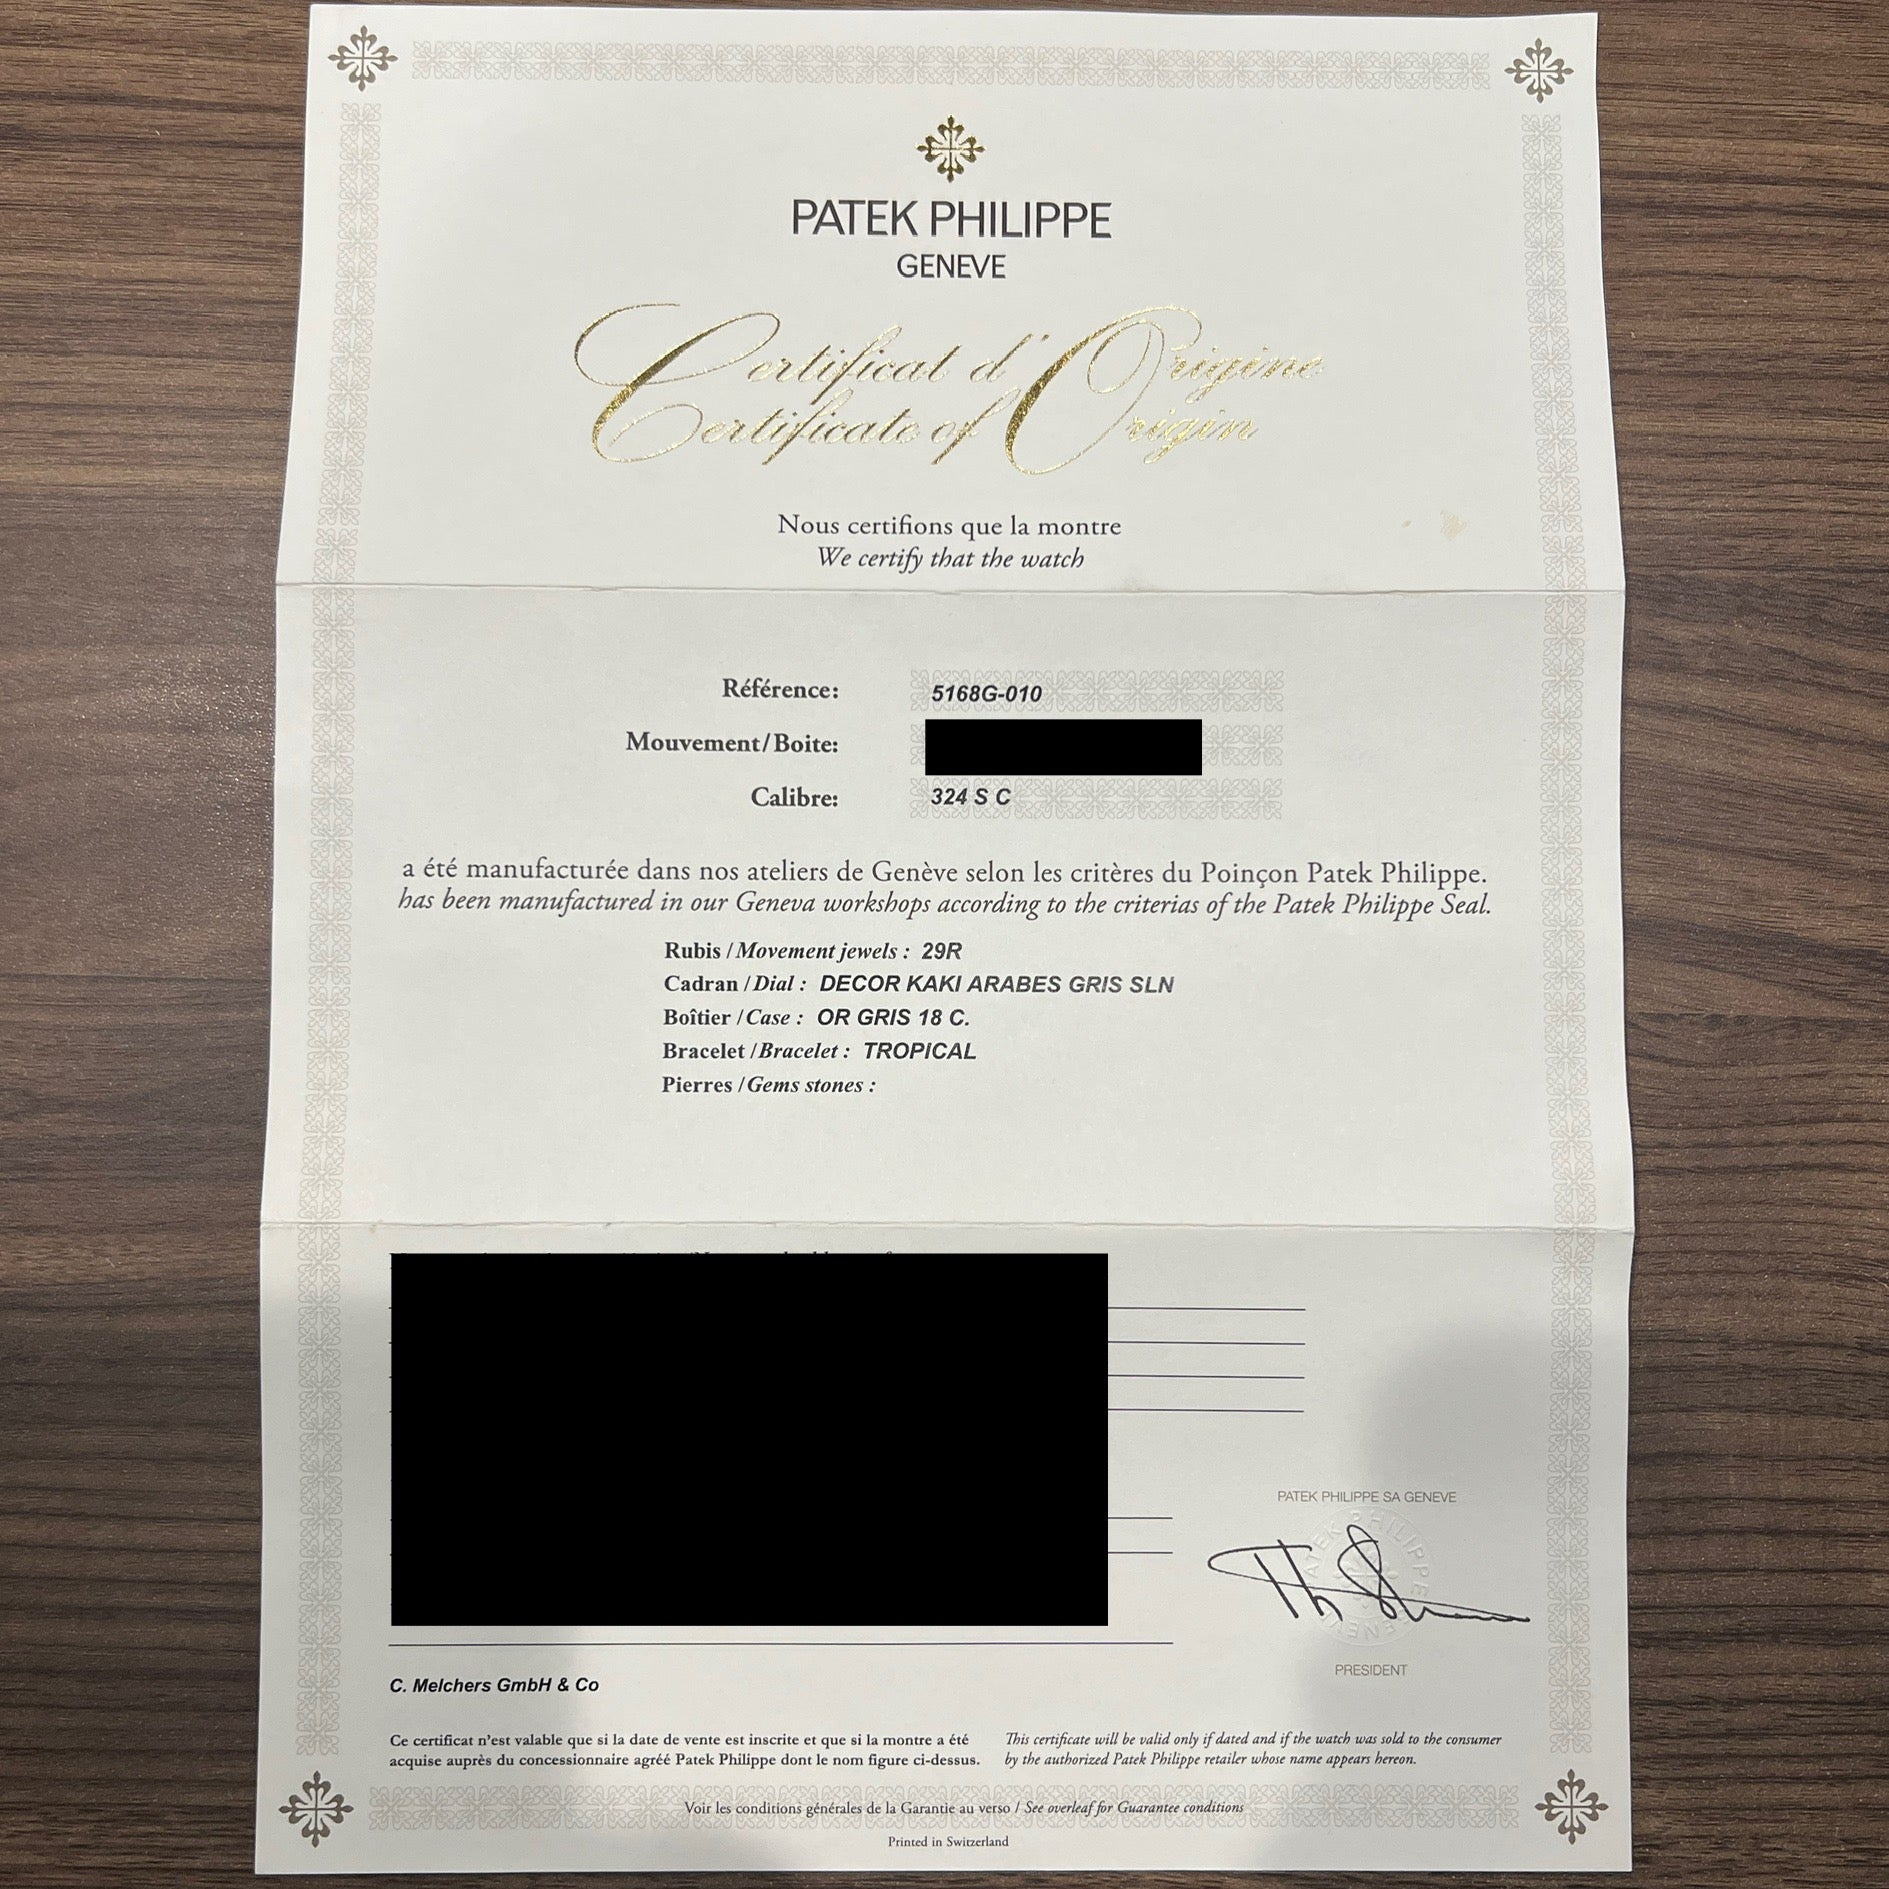 PATEK PHILIPPE
GENEVE
Certificat d'Origine
Certificate of Origin
Nous certifions que la montre
We certify that the watch
Référence: 5168G-010
Mouvement/Boite:
Calibre: 324 S C
a été manufacturée dans nos ateliers de Genève selon les critères du Poinçon Patek Philippe.
has been manufactured in our Geneva workshops according to the criterias of the Patek Philippe Seal.
Rubis / Movement jewels : 29R
Cadran / Dial : DECOR KAKI ARABES GRIS SLN
Boîtier / Case : OR GRIS 18 C.
Bracelet / Bracelet : TROPICAL
Pierres / Gems stones :
PATEK PHILIPPE SA GENEVE
PATEK PHILIPPE
GENEVE
PRESIDENT
C. Melchers GmbH & Co
Ce certificat n'est valable que si la date de vente est inscrite et que si la montre a été
acquise auprès du concessionnaire agréé Patek Philippe dont le nom figure ci-dessus.
This certificate will be valid only if dated and if the watch was sold to the consumer
by the authorized Patek Philippe retailer whose name appears hereon.
Voir les conditions générales de la Garantie au verso / See overleaf for Guarantee conditions
Printed in Switzerland